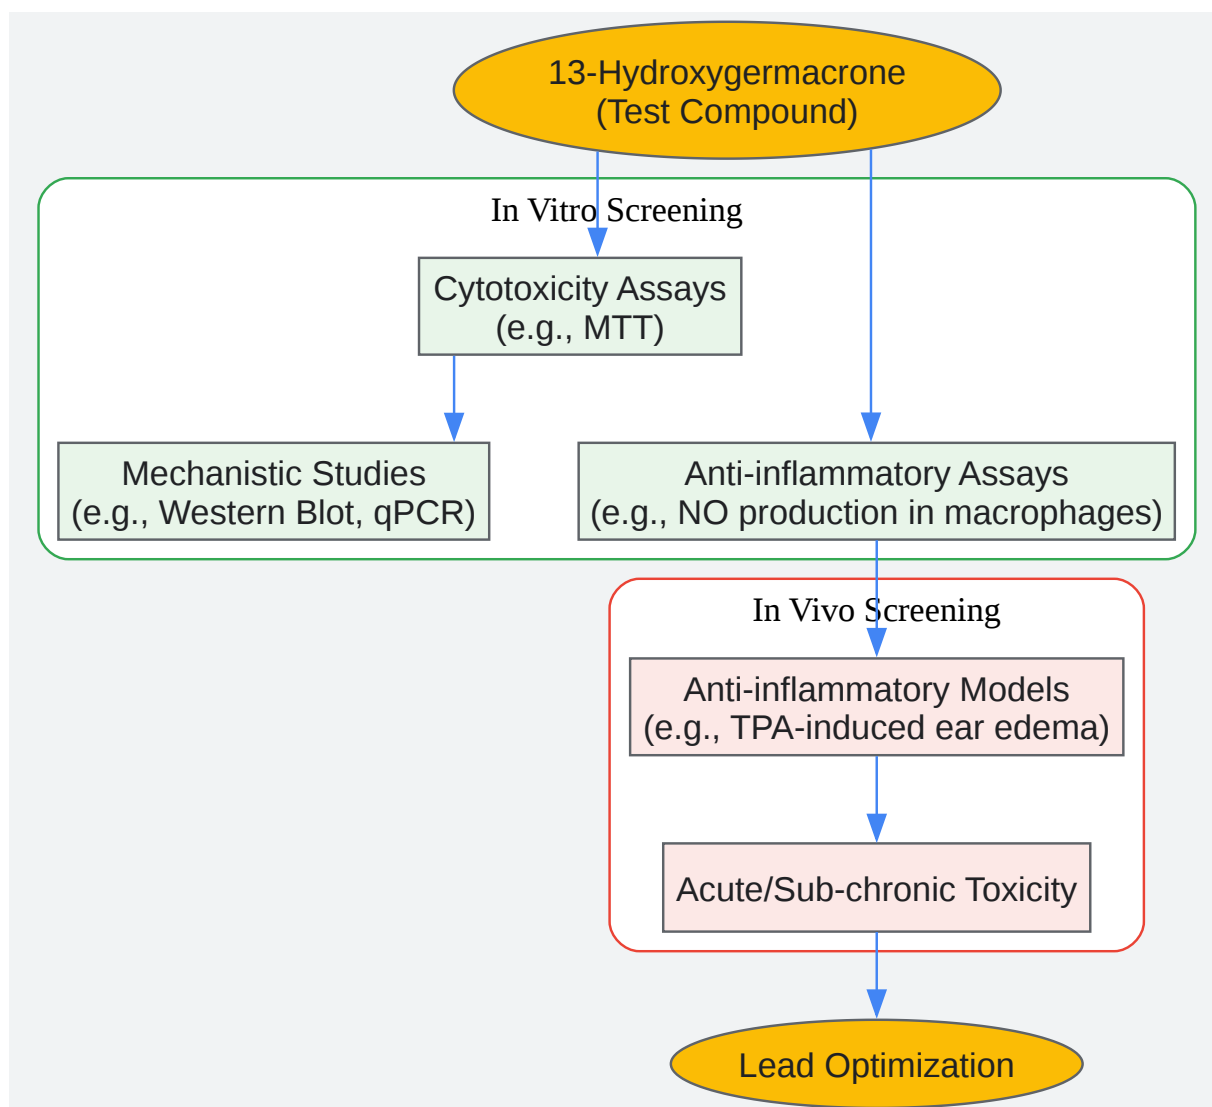 13-Hydroxygermacrone
(Test Compound)
In Vitro Screening
Cytotoxicity Assays
(e.g., MTT)
Mechanistic Studies
(e.g., Western Blot, qPCR)
Anti-inflammatory Assays
(e.g., NO production in macrophages)
In Vivo Screening
Anti-inflammatory Models
(e.g., TPA-induced ear edema)
Acute/Sub-chronic Toxicity
Lead Optimization